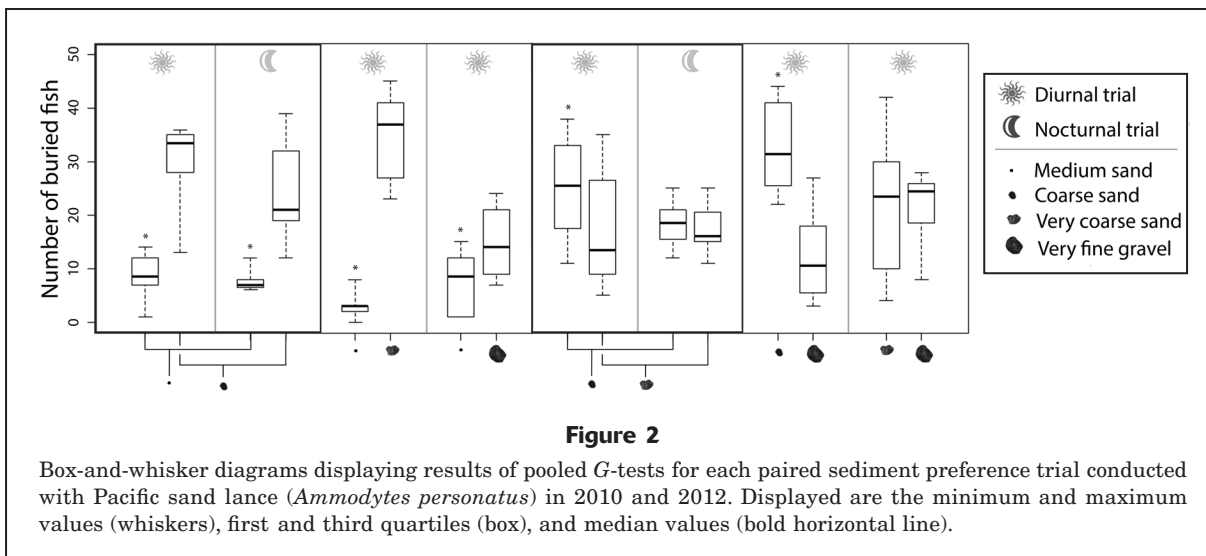 Number of buried fish
50
40
30
20
10
0
*
*
*
*
*
*
Diurnal trial
Nocturnal trial
Medium sand
Coarse sand
Very coarse sand
Very fine gravel
Figure 2
Box-and-whisker diagrams displaying results of pooled G-tests for each paired sediment preference trial conducted
with Pacific sand lance (Ammodytes personatus) in 2010 and 2012. Displayed are the minimum and maximum
values (whiskers), first and third quartiles (box), and median values (bold horizontal line).